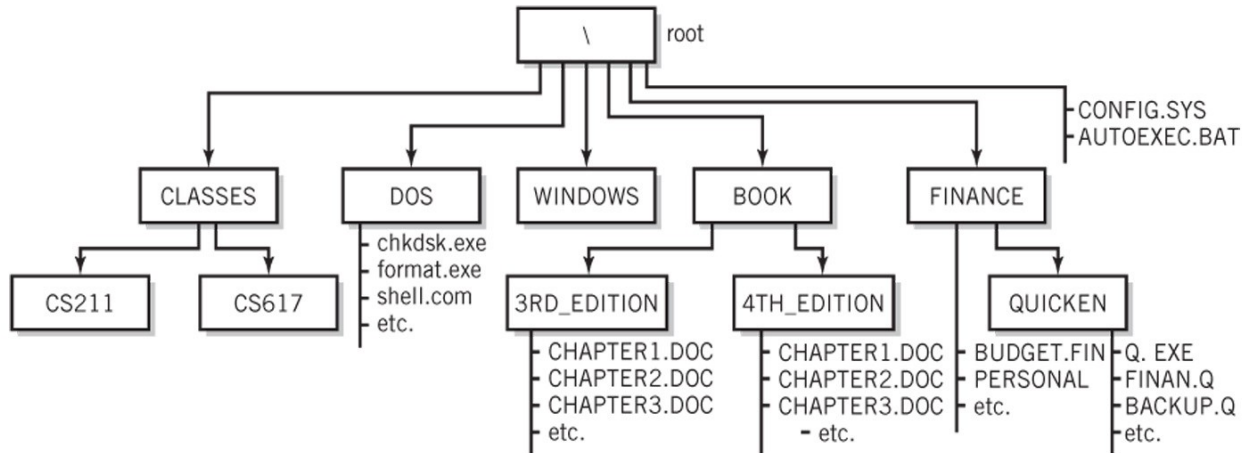 \
root
CONFIG.SYS
AUTOEXEC.BAT
CLASSES
DOS
WINDOWS
BOOK
FINANCE
chkdsk.exe
format.exe
shell.com
etc.
CS211
CS617
3RD_EDITION
4TH_EDITION
QUICKEN
CHAPTER1.DOC
CHAPTER2.DOC
CHAPTER3.DOC
etc.
CHAPTER1.DOC
CHAPTER2.DOC
CHAPTER3.DOC
etc.
BUDGET.FIN
PERSONAL
etc.
Q. EXE
FINAN.Q
BACKUP.Q
etc.